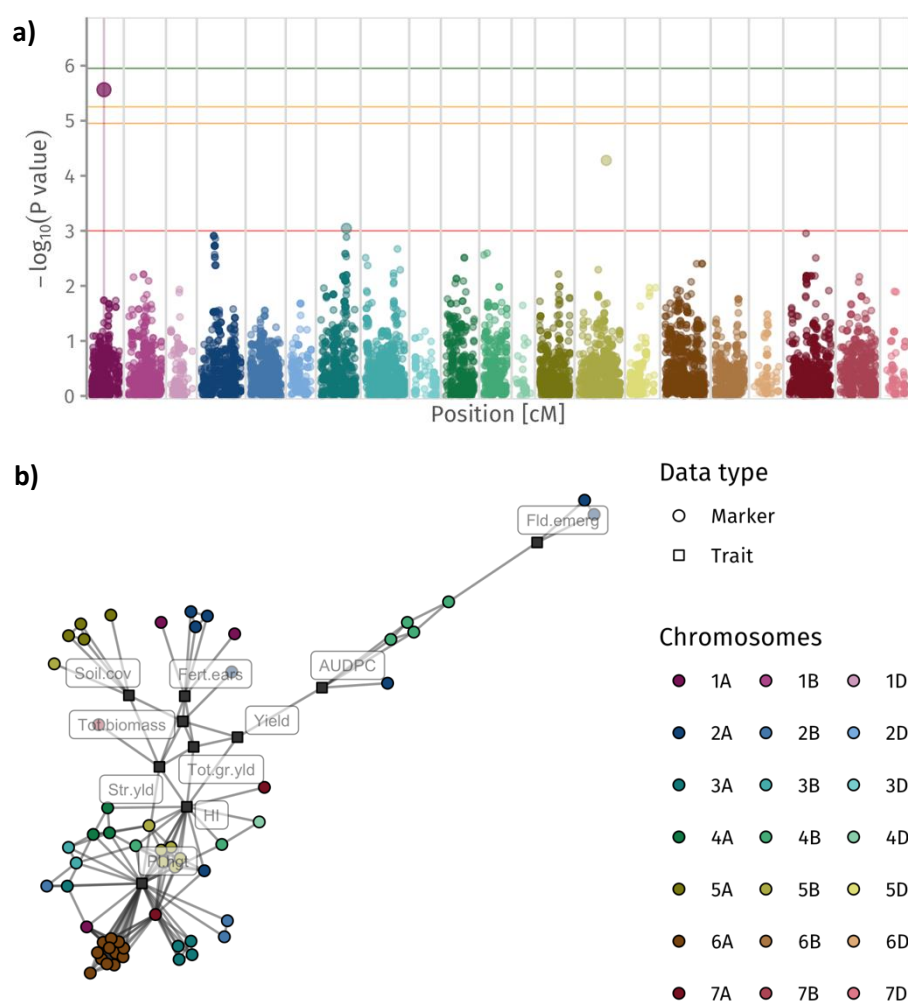 a)
6
5
4
3
2
1
0
−log₁₀(P value)
Position [cM]
b)
Fld.emerg
AUDPC
Soil.cov
Fert.ears
Tot.biomass
Yield
Tot.gr.yld
Str.yld
HI
Pl.hgt
Data type
Marker
Trait
Chromosomes
1A 1B 1D
2A 2B 2D
3A 3B 3D
4A 4B 4D
5A 5B 5D
6A 6B 6D
7A 7B 7D